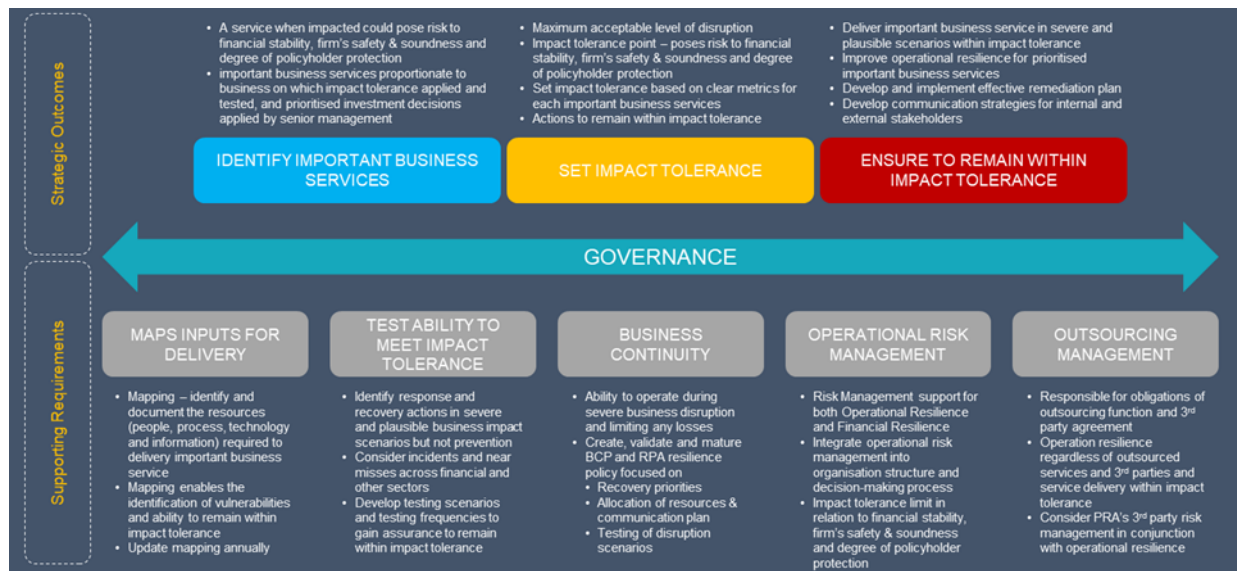 Strategic Outcomes
• A service when impacted could pose risk to
financial stability, firm's safety & soundness and
degree of policyholder protection
• important business services proportionate to
business on which impact tolerance applied and
tested, and prioritised investment decisions
applied by senior management
IDENTIFY IMPORTANT BUSINESS
SERVICES
• Maximum acceptable level of disruption
• Impact tolerance point – poses risk to financial
stability, firm's safety & soundness and degree
of policyholder protection
• Set impact tolerance based on clear metrics for
each important business services
• Actions to remain within impact tolerance
SET IMPACT TOLERANCE
• Deliver important business service in severe and
plausible scenarios within impact tolerance
• Improve operational resilience for prioritised
important business services
• Develop and implement effective remediation plan
• Develop communication strategies for internal and
external stakeholders
ENSURE TO REMAIN WITHIN
IMPACT TOLERANCE
GOVERNANCE
Supporting Requirements
MAPS INPUTS FOR
DELIVERY
• Mapping – identify and
document the resources
(people, process, technology
and information) required to
delivery important business
service
• Mapping enables the
identification of vulnerabilities
and ability to remain within
impact tolerance
• Update mapping annually
TEST ABILITY TO
MEET IMPACT
TOLERANCE
• Identify response and
recovery actions in severe
and plausible business impact
scenarios but not prevention
• Consider incidents and near
misses across financial and
other sectors
• Develop testing scenarios
and testing frequencies to
gain assurance to remain
within impact tolerance
BUSINESS
CONTINUITY
• Ability to operate during
severe business disruption
and limiting any losses
• Create, validate and mature
BCP and RPA resilience
policy focused on
• Recovery priorities
• Allocation of resources &
communication plan
• Testing of disruption
scenarios
OPERATIONAL RISK
MANAGEMENT
• Risk Management support for
both Operational Resilience
and Financial Resilience
• Integrate operational risk
management into
organisation structure and
decision-making process
• Impact tolerance limit in
relation to financial stability,
firm's safety & soundness
and degree of policyholder
protection
OUTSOURCING
MANAGEMENT
• Responsible for obligations of
outsourcing function and 3rd
party agreement
• Operation resilience
regardless of outsourced
services and 3rd parties and
service delivery within impact
tolerance
• Consider PRA's 3rd party risk
management in conjunction
with operational resilience